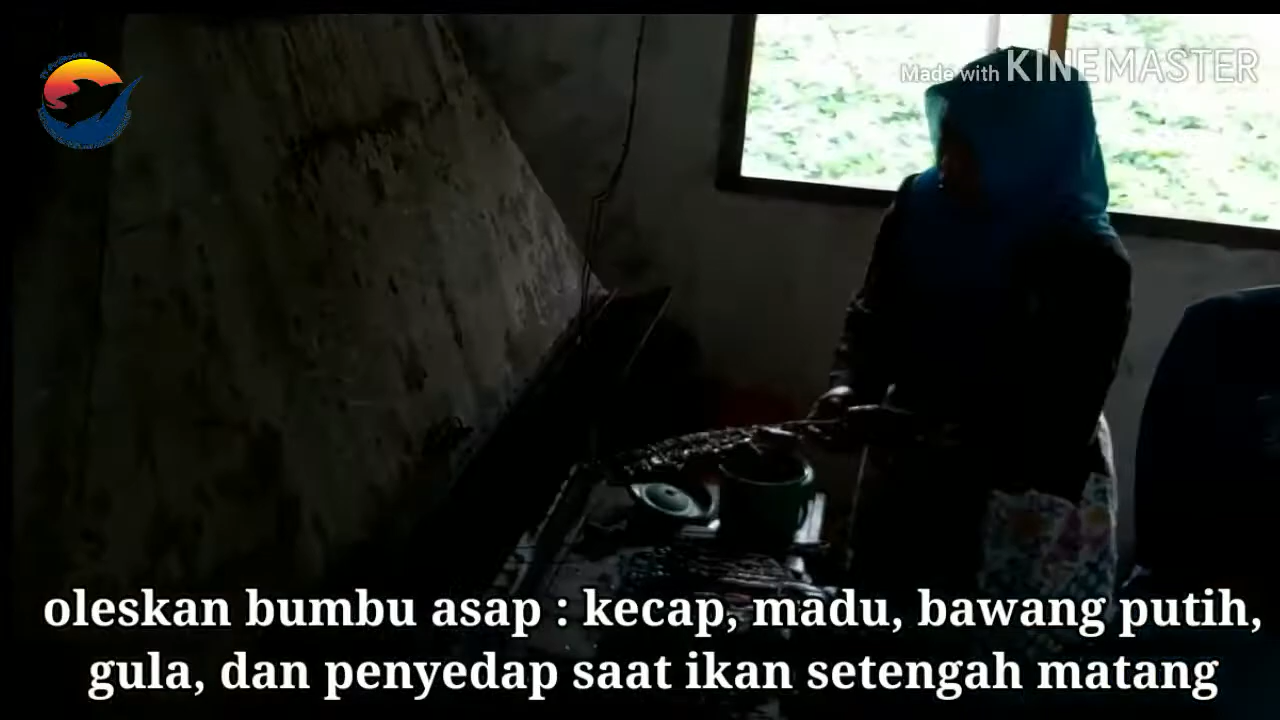 Made with KINEMASTER
oleskan bumbu asap : kecap, madu, bawang putih,
gula, dan penyedap saat ikan setengah matang